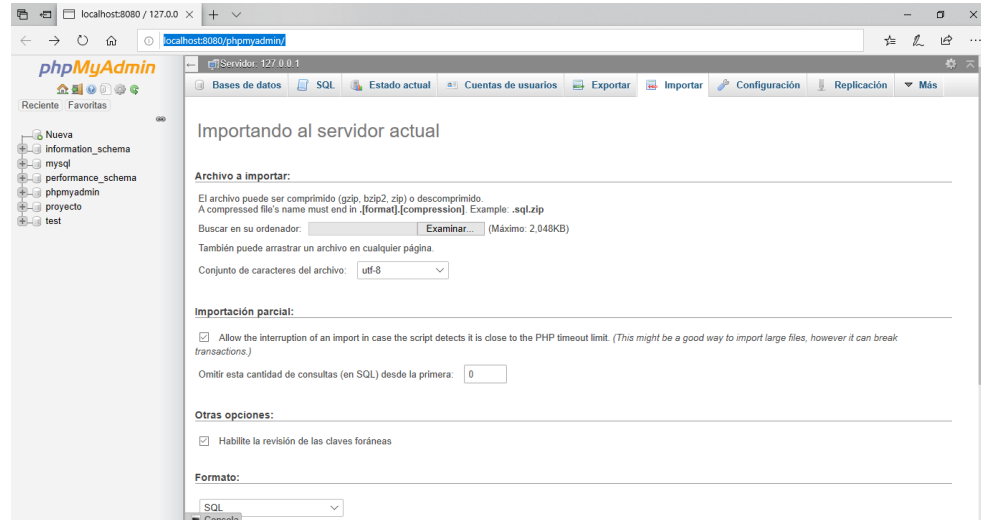 localhost:8080 / 127.0.0
localhost:8080/phpmyadmin/
phpMyAdmin
Reciente Favoritas
Nueva
information_schema
mysql
performance_schema
phpmyadmin
proyecto
test
Servidor: 127.0.0.1
Bases de datos SQL Estado actual Cuentas de usuarios Exportar Importar Configuración Replicación Más
Importando al servidor actual
Archivo a importar:
El archivo puede ser comprimido (gzip, bzip2, zip) o descomprimido.
A compressed file's name must end in .[format].[compression]. Example: .sql.zip
Buscar en su ordenador: Examinar... (Máximo: 2,048KB)
También puede arrastrar un archivo en cualquier página.
Conjunto de caracteres del archivo: utf-8
Importación parcial:
Allow the interruption of an import in case the script detects it is close to the PHP timeout limit. (This might be a good way to import large files, however it can break
transactions.)
Omitir esta cantidad de consultas (en SQL) desde la primera: 0
Otras opciones:
Habilite la revisión de las claves foráneas
Formato:
SQL
Consola